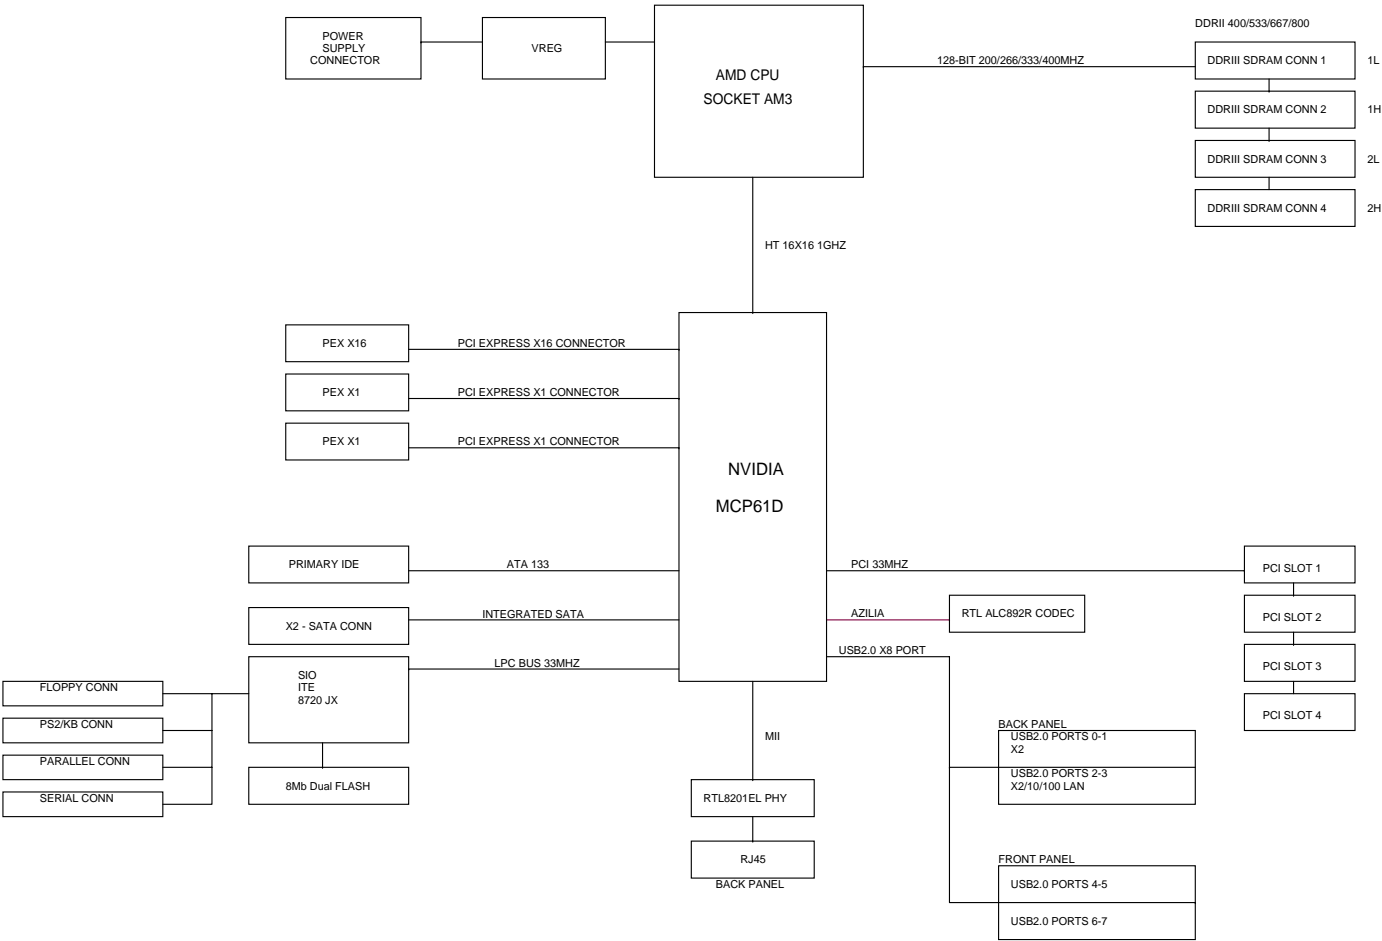 POWER
SUPPLY
CONNECTOR
VREG
AMD CPU
SOCKET AM3
128-BIT 200/266/333/400MHZ
DDRII 400/533/667/800
DDRIII SDRAM CONN 1
1L
DDRIII SDRAM CONN 2
1H
DDRIII SDRAM CONN 3
2L
DDRIII SDRAM CONN 4
2H
HT 16X16 1GHZ
PEX X16
PCI EXPRESS X16 CONNECTOR
PEX X1
PCI EXPRESS X1 CONNECTOR
PEX X1
PCI EXPRESS X1 CONNECTOR
NVIDIA
MCP61D
PRIMARY IDE
ATA 133
X2 - SATA CONN
INTEGRATED SATA
SIO
ITE
8720 JX
LPC BUS 33MHZ
FLOPPY CONN
PS2/KB CONN
PARALLEL CONN
SERIAL CONN
8Mb Dual FLASH
PCI 33MHZ
PCI SLOT 1
PCI SLOT 2
PCI SLOT 3
PCI SLOT 4
AZILIA
RTL ALC892R CODEC
USB2.0 X8 PORT
MII
RTL8201EL PHY
RJ45
BACK PANEL
BACK PANEL
USB2.0 PORTS 0-1
X2
USB2.0 PORTS 2-3
X2/10/100 LAN
FRONT PANEL
USB2.0 PORTS 4-5
USB2.0 PORTS 6-7